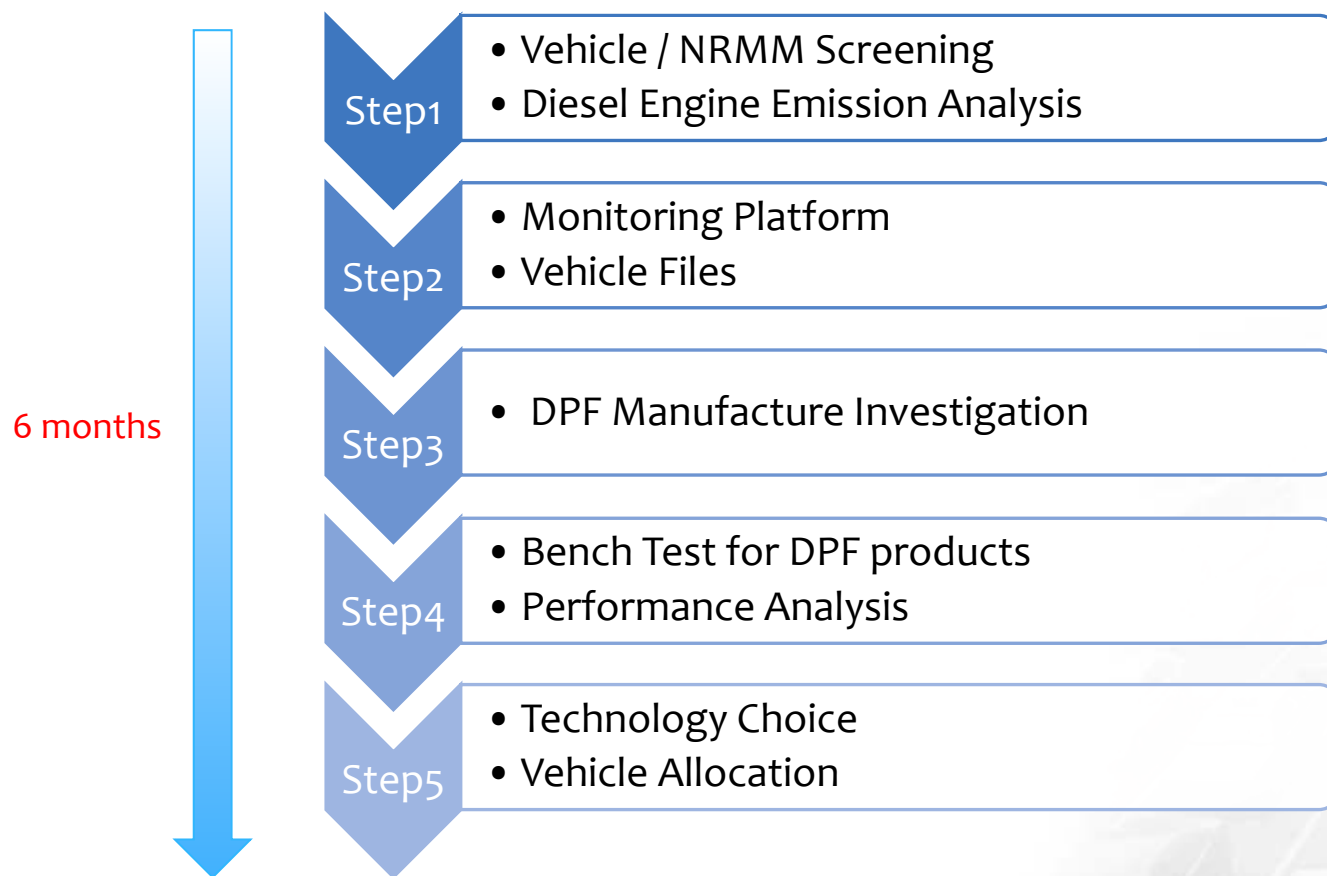 Step1
• Vehicle / NRMM Screening
• Diesel Engine Emission Analysis
Step2
• Monitoring Platform
• Vehicle Files
6 months
Step3
• DPF Manufacture Investigation
Step4
• Bench Test for DPF products
• Performance Analysis
Step5
• Technology Choice
• Vehicle Allocation